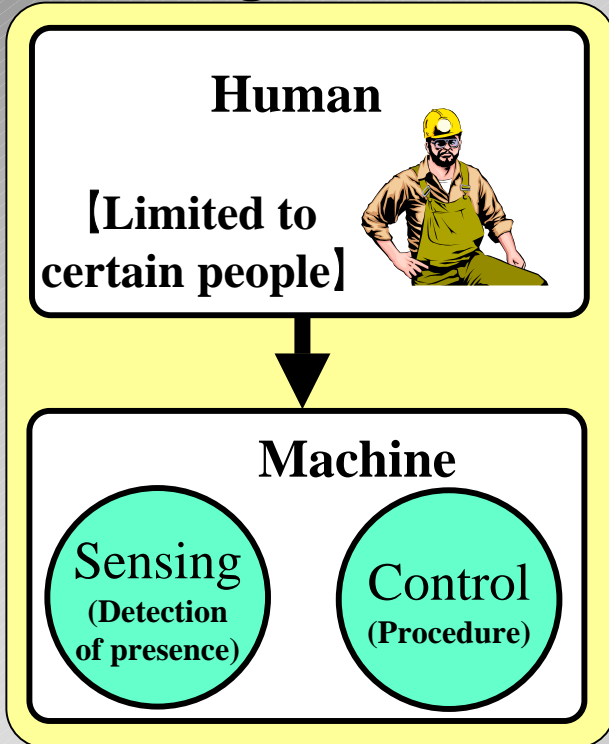 Human
【Limited to
certain people】
Machine
Sensing
(Detection
of presence)
Control
(Procedure)